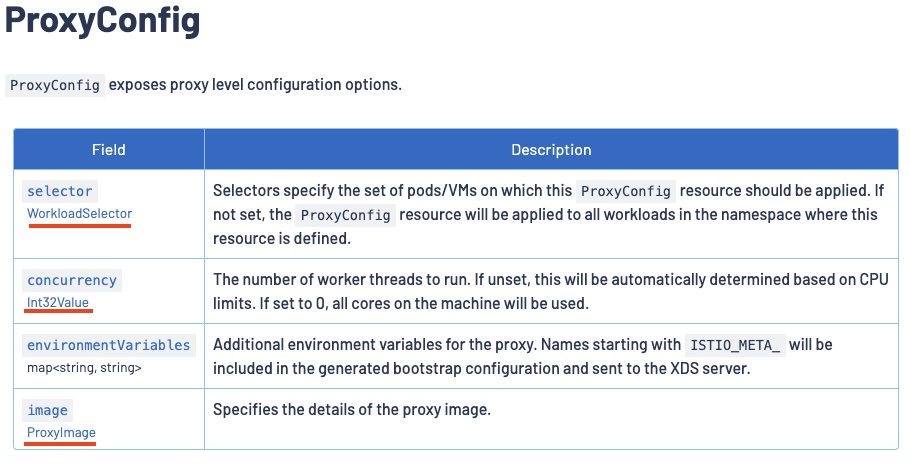 ProxyConfig
ProxyConfig exposes proxy level configuration options.
Field
Description
selector
WorkloadSelector
Selectors specify the set of pods/VMs on which this ProxyConfig resource should be applied. If
not set, the ProxyConfig resource will be applied to all workloads in the namespace where this
resource is defined.
concurrency
Int32Value
The number of worker threads to run. If unset, this will be automatically determined based on CPU
limits. If set to 0, all cores on the machine will be used.
environmentVariables
map<string, string>
Additional environment variables for the proxy. Names starting with ISTIO_META_ will be
included in the generated bootstrap configuration and sent to the XDS server.
image
ProxyImage
Specifies the details of the proxy image.